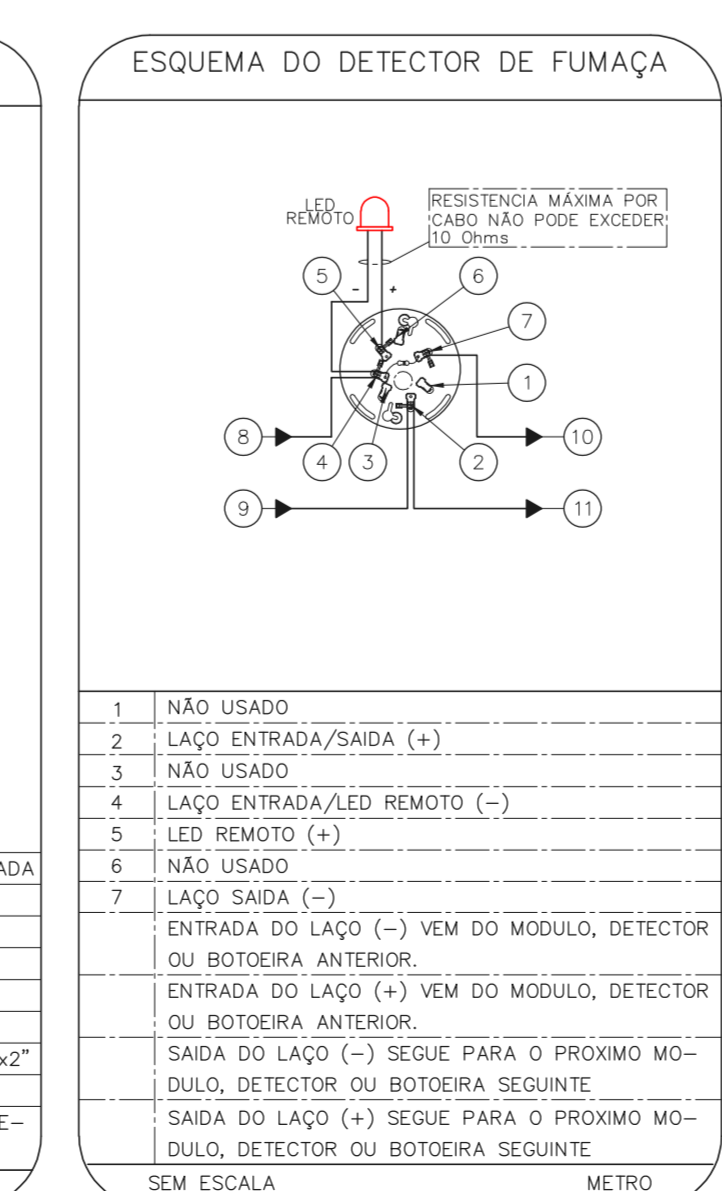 ESQUEMA DO DETECTOR DE FUMAÇA
LED
REMOTO
RESISTENCIA MÁXIMA POR
CABO NÃO PODE EXCEDER
10 Ohms
5
6
- +
7
1
8
10
4
3
2
9
11
1 NÃO USADO
2 LAÇO ENTRADA/SAIDA (+)
3 NÃO USADO
4 LAÇO ENTRADA/LED REMOTO (-)
5 LED REMOTO (+)
6 NÃO USADO
7 LAÇO SAIDA (-)
ENTRADA DO LAÇO (-) VEM DO MODULO, DETECTOR
OU BOTOEIRA ANTERIOR.
ENTRADA DO LAÇO (+) VEM DO MODULO, DETECTOR
OU BOTOEIRA ANTERIOR.
SAIDA DO LAÇO (-) SEGUE PARA O PROXIMO MO-
DULO, DETECTOR OU BOTOEIRA SEGUINTE
SAIDA DO LAÇO (+) SEGUE PARA O PROXIMO MO-
DULO, DETECTOR OU BOTOEIRA SEGUINTE
SEM ESCALA METRO
ADA
x2"
E-